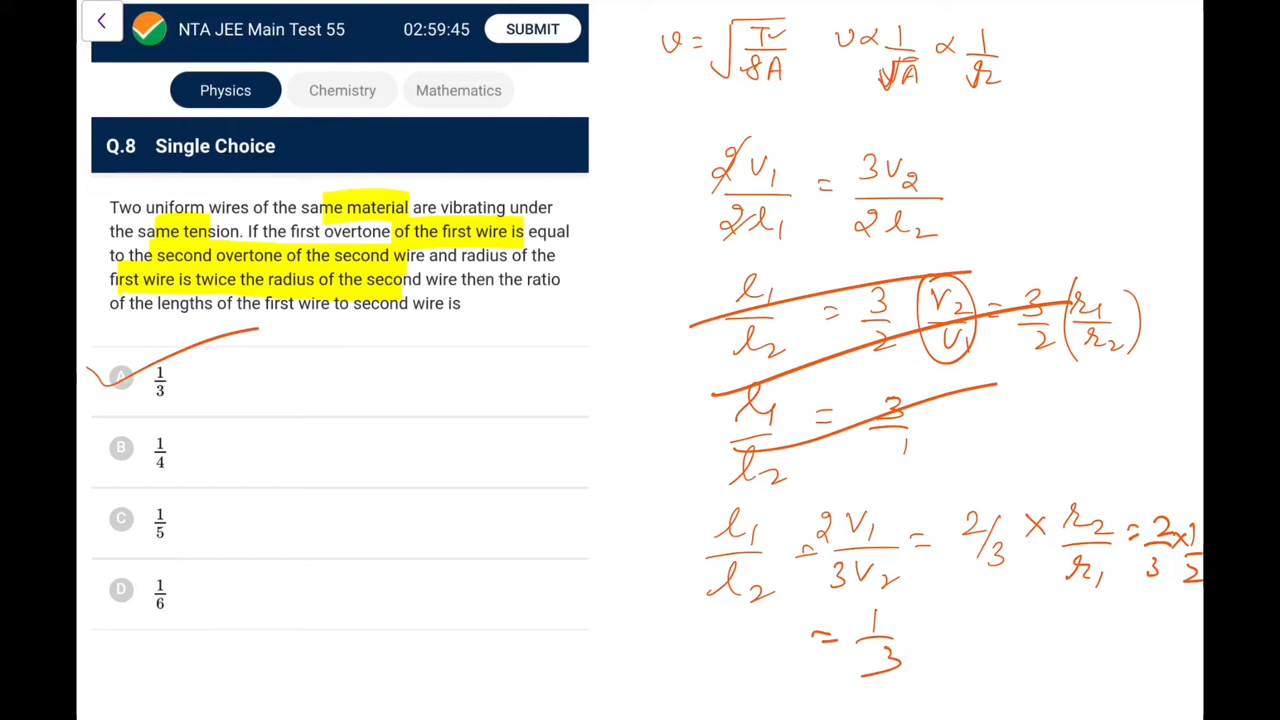 NTA JEE Main Test 55 02:59:45 SUBMIT
Physics Chemistry Mathematics
Q.8 Single Choice
Two uniform wires of the same material are vibrating under
the same tension. If the first overtone of the first wire is equal
to the second overtone of the second wire and radius of the
first wire is twice the radius of the second wire then the ratio
of the lengths of the first wire to second wire is
A 1/3
B 1/4
C 1/5
D 1/6
v = √(T/SA) v ∝ 1/√A ∝ 1/r
2v1/2l1 = 3v2/2l2
l1/l2 = 3/2 (v2/v1) = 3/2 (r1/r2)
l1/l2 = 3/1
l1/l2 = 2v1/3v2 = 2/3 × r2/r1 = 2/3 × 1/2
= 1/3